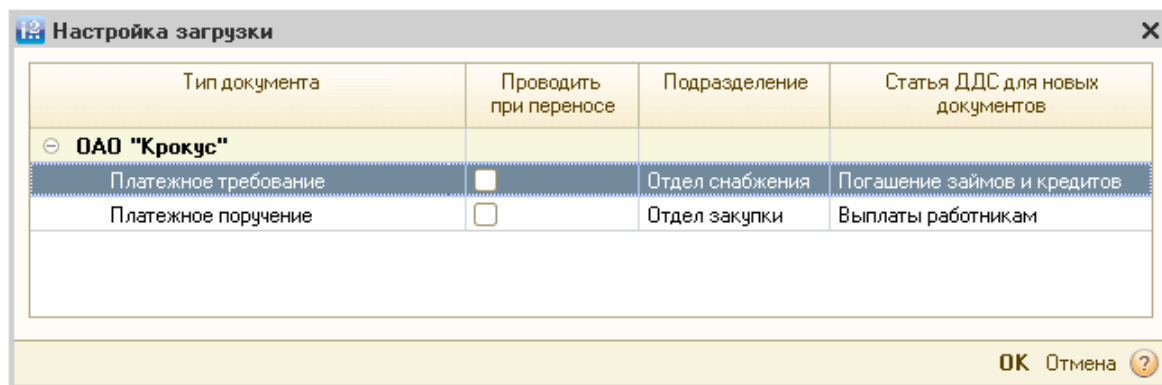 Настройка загрузки
Тип документа Проводить при переносе Подразделение Статья ДДС для новых документов
ОАО "Крокус"
Платежное требование Отдел снабжения Погашение займов и кредитов
Платежное поручение Отдел закупки Выплаты работникам
OK Отмена ?